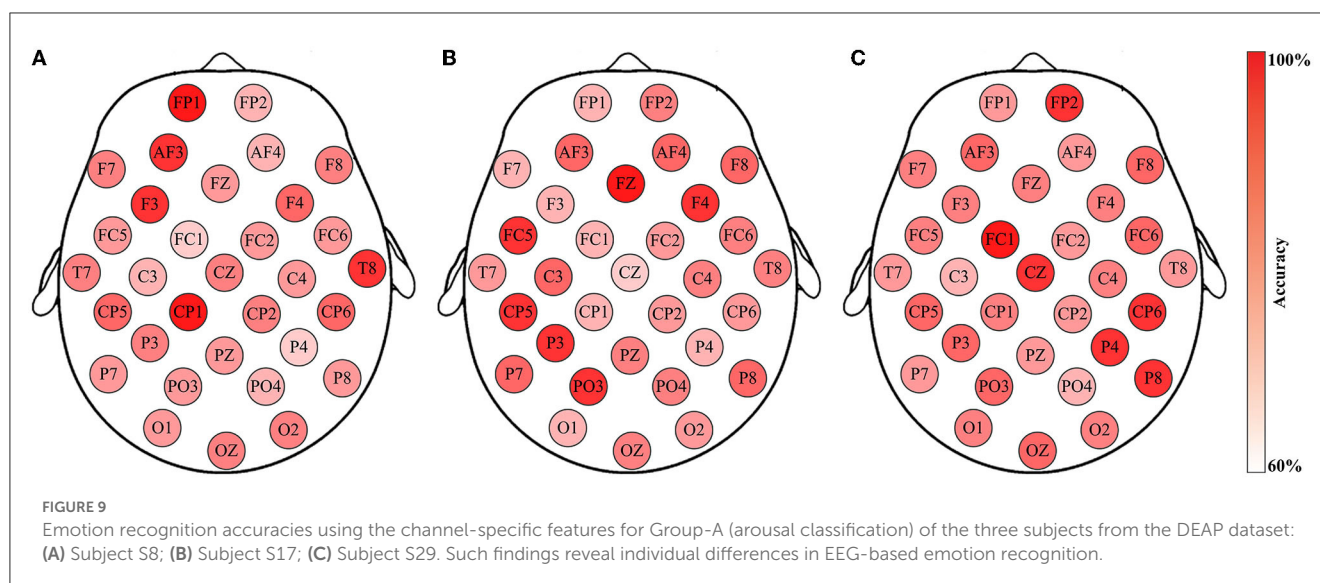 A
B
C
FP1 FP2
AF3 AF4
F7 F8
FZ
F3 F4
FC5 FC1 FC2 FC6
T7 C3 CZ C4 T8
CP5 CP1 CP2 CP6
P3 PZ P4
P7 PO3 PO4 P8
O1 OZ O2
FP1 FP2
AF3 AF4
F7 F8
FZ
F3 F4
FC5 FC1 FC2 FC6
T7 C3 CZ C4 T8
CP5 CP1 CP2 CP6
P3 PZ P4
P7 PO3 PO4 P8
O1 OZ O2
FP1 FP2
AF3 AF4
F7 F8
FZ
F3 F4
FC5 FC1 FC2 FC6
T7 C3 CZ C4 T8
CP5 CP1 CP2 CP6
P3 PZ P4
P7 PO3 PO4 P8
O1 OZ O2
100%
Accuracy
60%
FIGURE 9
Emotion recognition accuracies using the channel-specific features for Group-A (arousal classification) of the three subjects from the DEAP dataset:
(A) Subject S8; (B) Subject S17; (C) Subject S29. Such findings reveal individual differences in EEG-based emotion recognition.